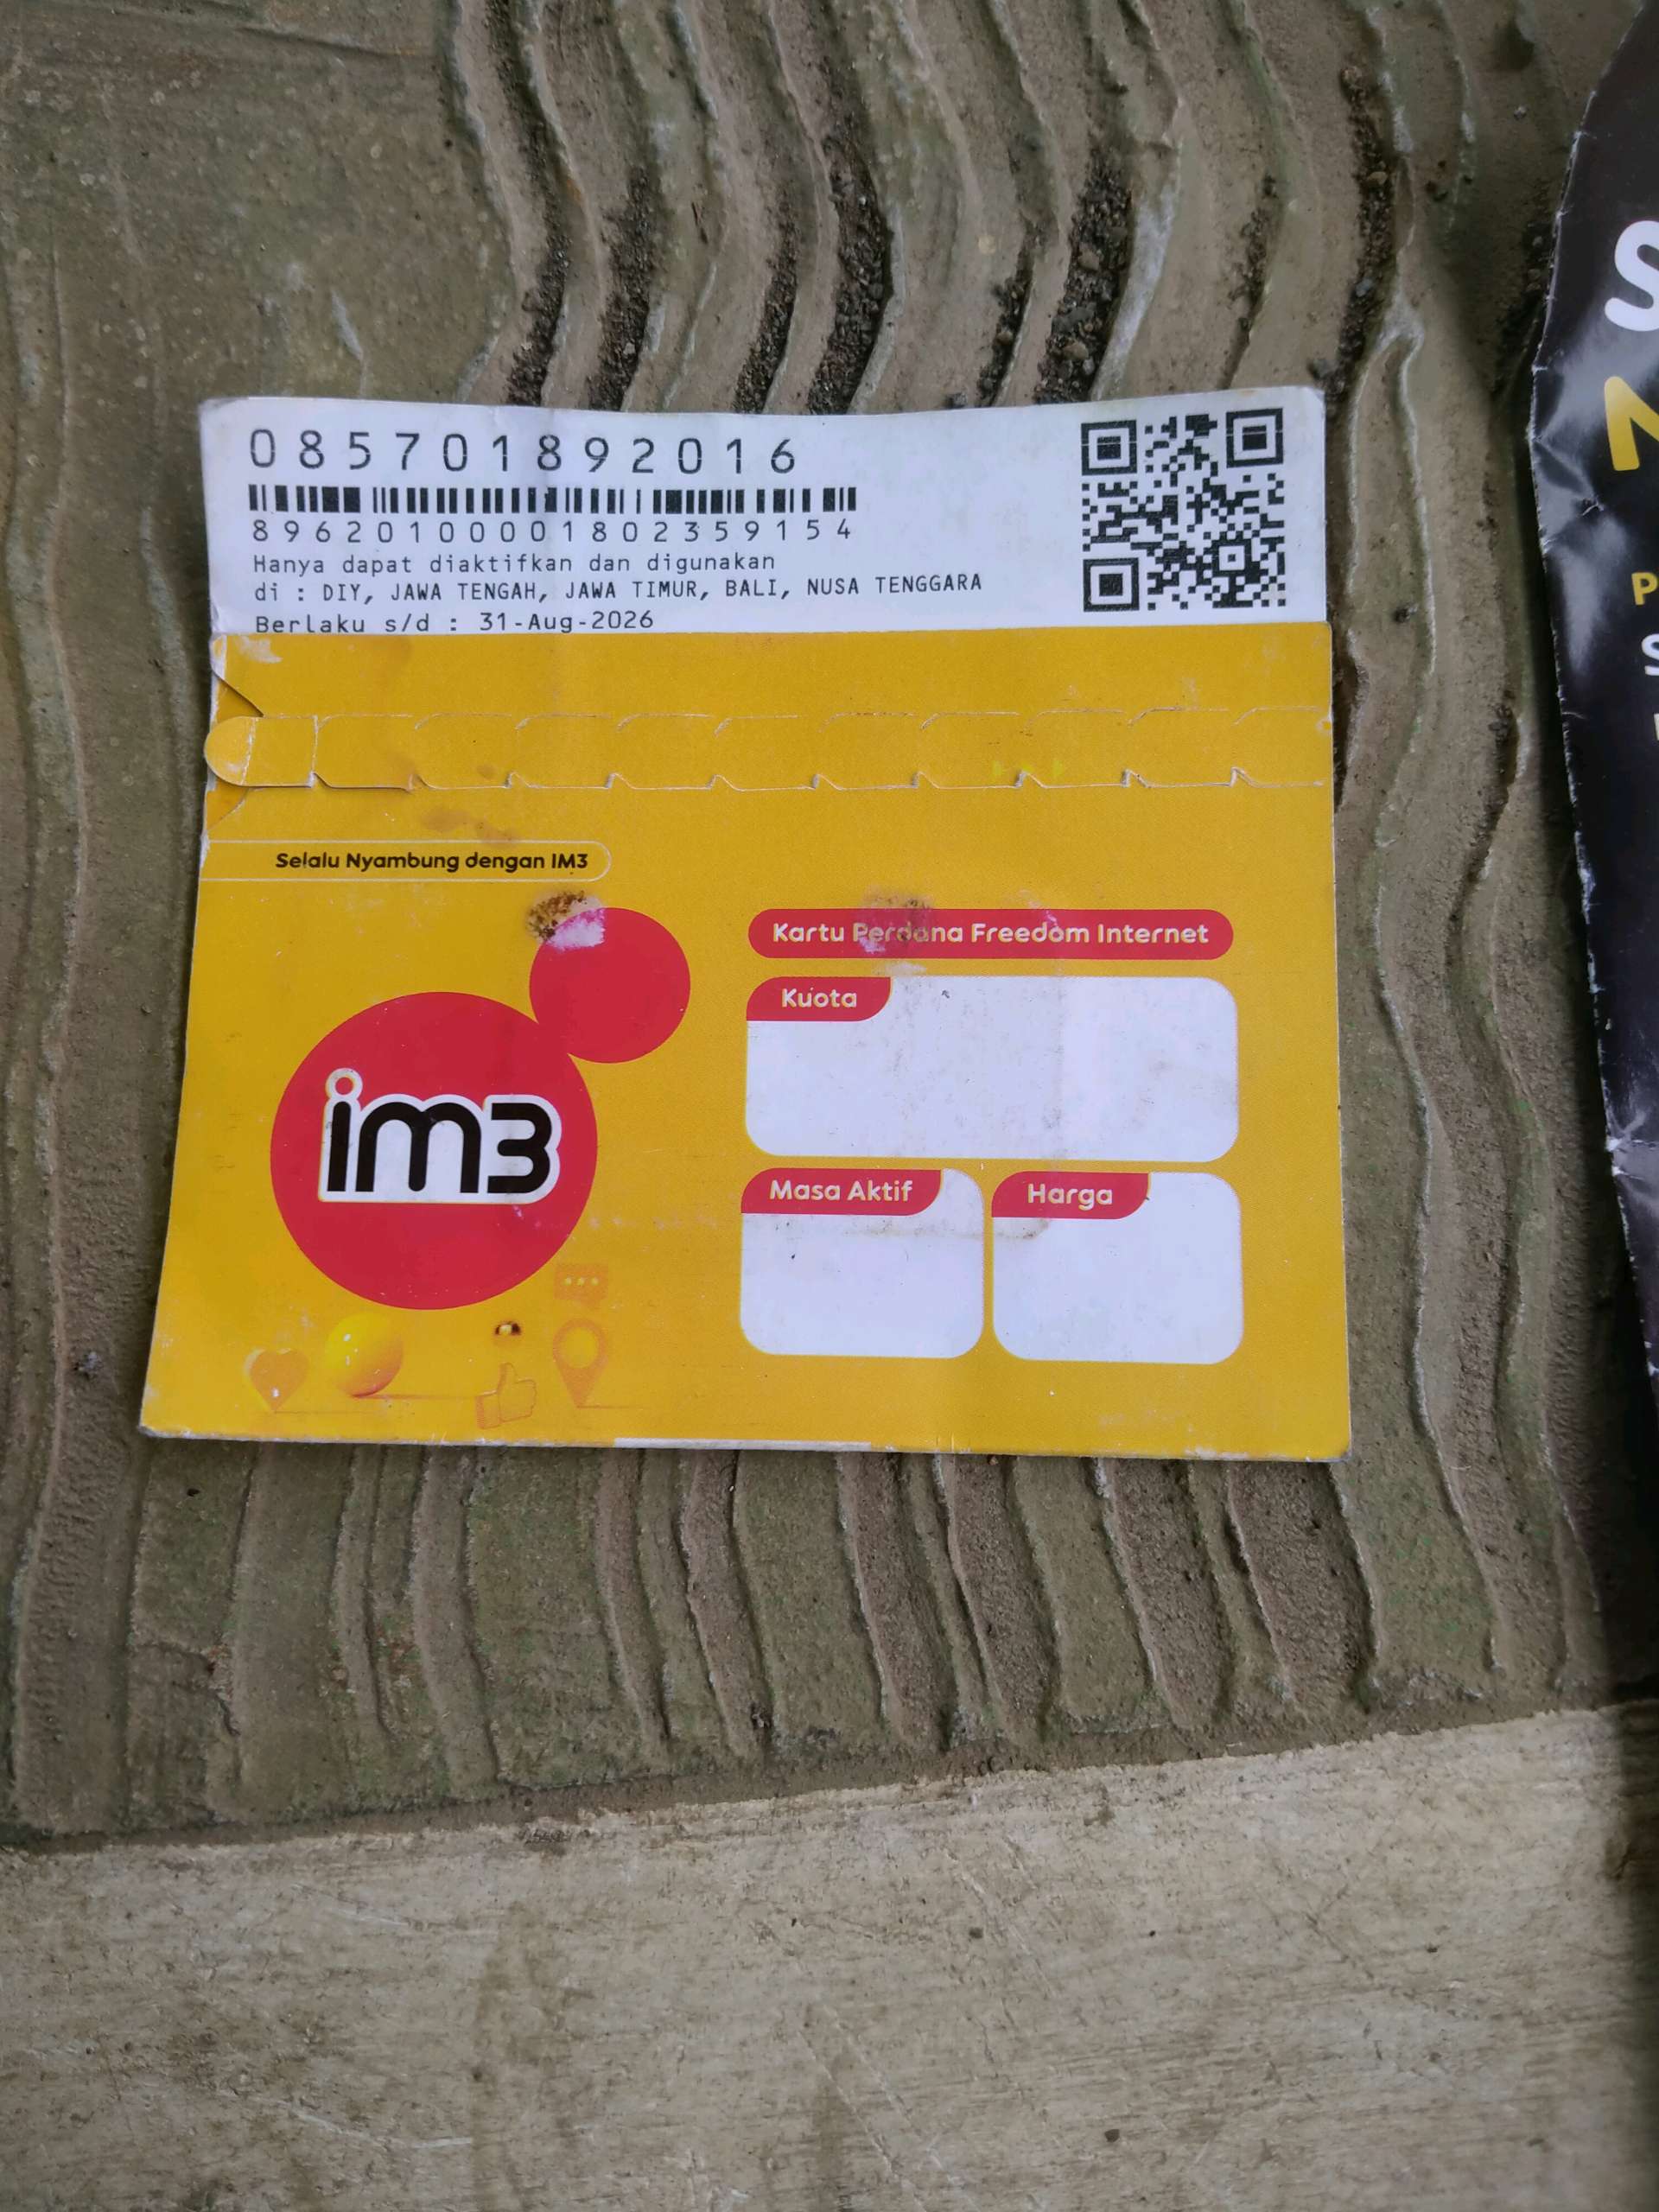 085701892016
89620100001802359154
Hanya dapat diaktifkan dan digunakan
di : DIY, JAWA TENGAH, JAWA TIMUR, BALI, NUSA TENGGARA
Berlaku s/d : 31-Aug-2026
Selalu Nyambung dengan IM3
Kartu Perdana Freedom Internet
Kuota
im3
Masa Aktif
Harga